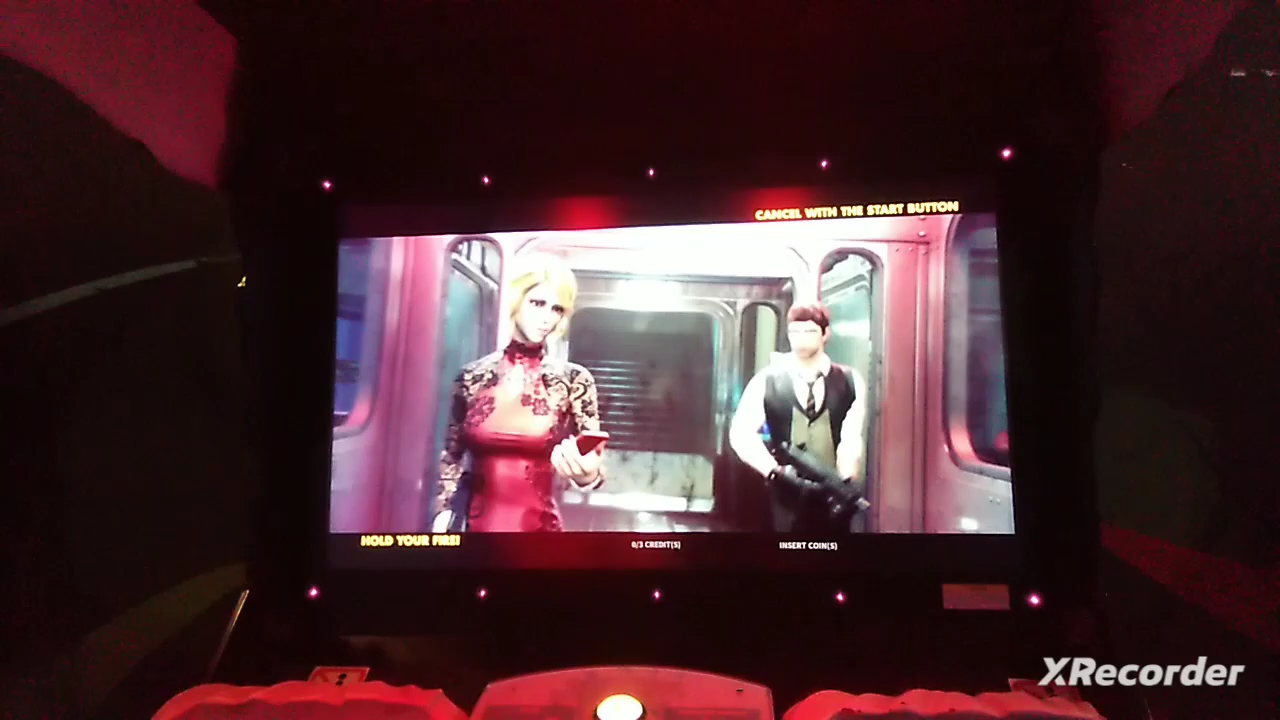 CANCEL WITH THE START BUTTON
HOLD YOUR FIRE!
0/3 CREDIT(S)
INSERT COIN(S)
XRecorder